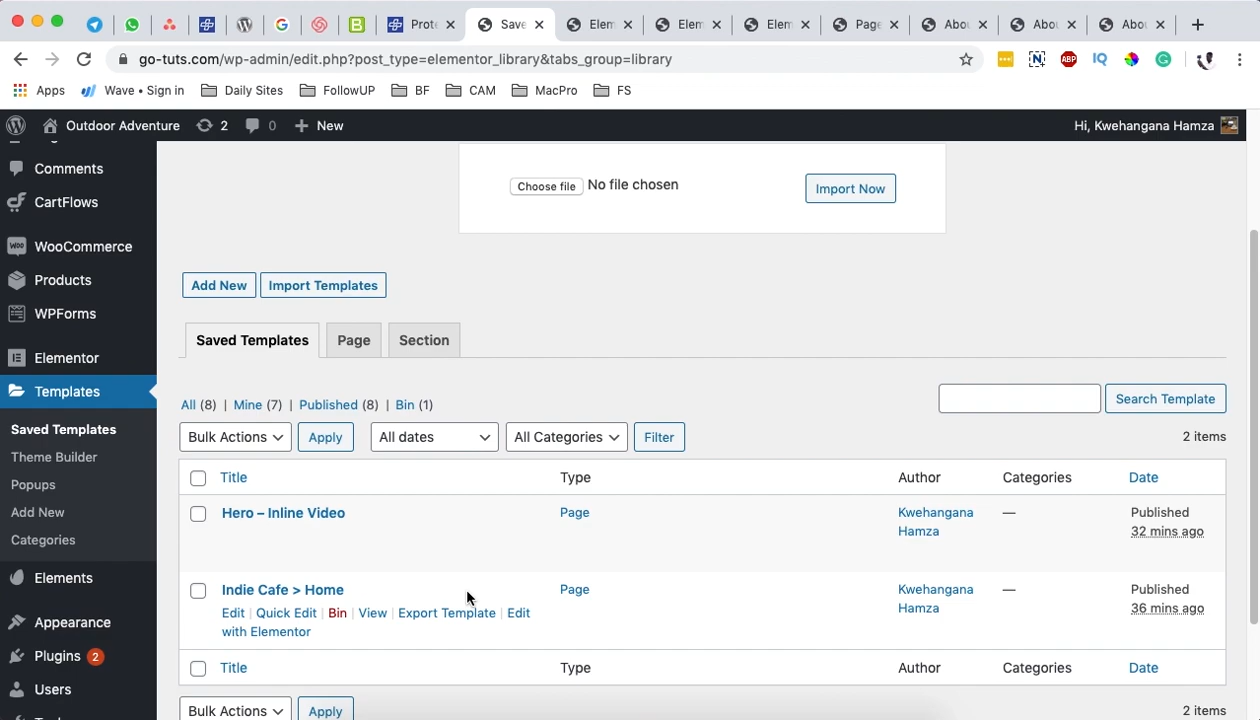 Prote
Save
Elem
Elem
Elem
Page
Abou
Abou
Abou
go-tuts.com/wp-admin/edit.php?post_type=elementor_library&tabs_group=library
Apps Wave • Sign in Daily Sites FollowUP BF CAM MacPro FS
Outdoor Adventure 2 0 New Hi, Kwehangana Hamza
Comments
CartFlows
WooCommerce
Products
WPForms
Elementor
Templates
Saved Templates
Theme Builder
Popups
Add New
Categories
Elements
Appearance
Plugins 2
Users
Choose file No file chosen Import Now
Add New Import Templates
Saved Templates Page Section
All (8) | Mine (7) | Published (8) | Bin (1) Search Template
Bulk Actions Apply All dates All Categories Filter 2 items
Title Type Author Categories Date
Hero – Inline Video Page Kwehangana Hamza — Published
32 mins ago
Indie Cafe > Home Page Kwehangana Hamza — Published
36 mins ago
Edit | Quick Edit | Bin | View | Export Template | Edit
with Elementor
Title Type Author Categories Date
Bulk Actions Apply 2 items